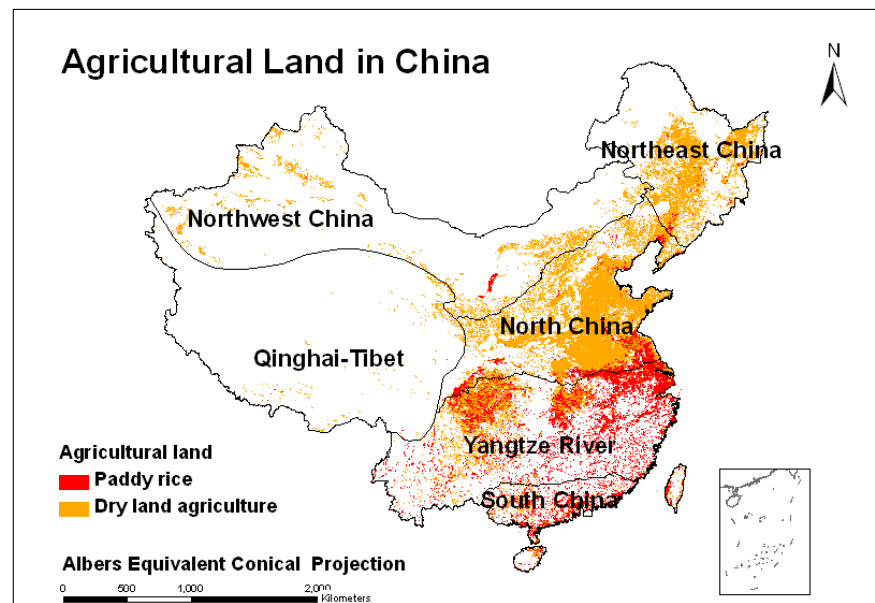 Agricultural Land in China
N
Northeast China
Northwest China
North China
Qinghai-Tibet
Yangtze River
South China
Agricultural land
Paddy rice
Dry land agriculture
Albers Equivalent Conical Projection
0 500 1,000 2,000
Kilometers